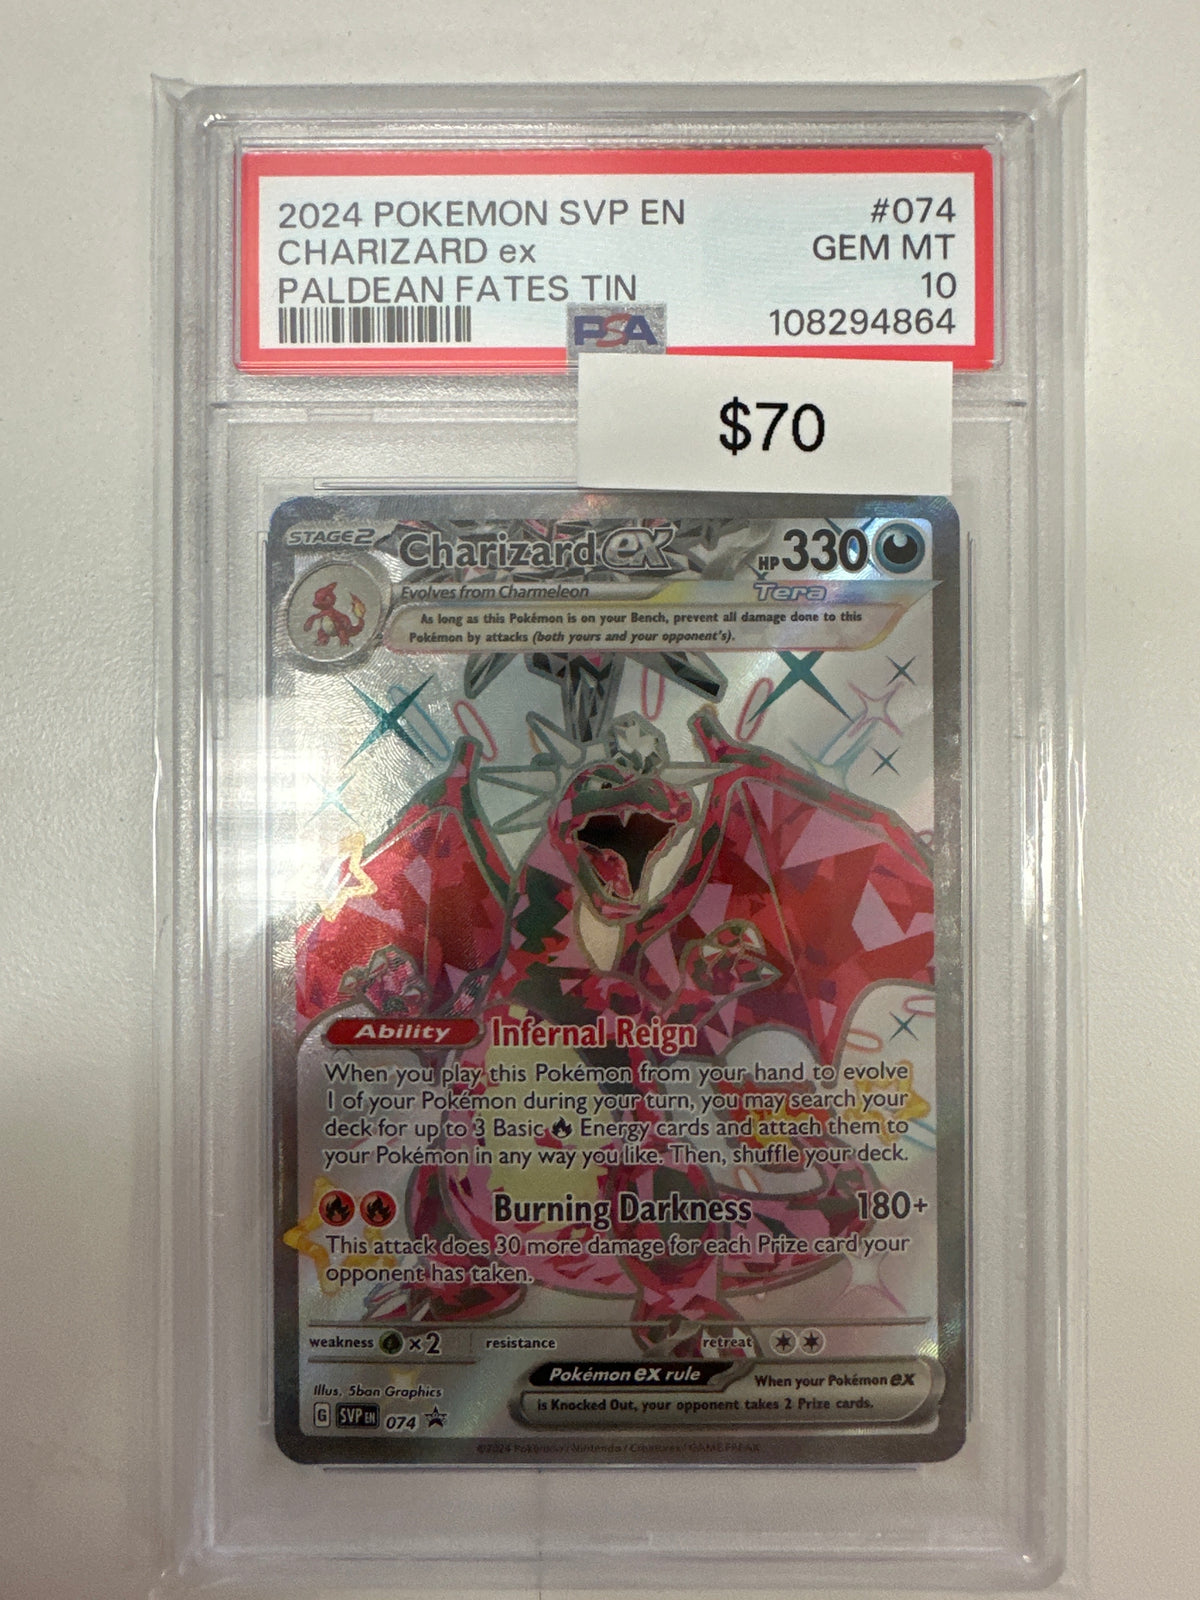 2024 POKEMON SVP EN #074
CHARIZARD ex GEM MT
PALDEAN FATES TIN 10
PSA 108294864
$70
STAGE2 Charizard ex HP 330
Evolves from Charmeleon Tera
As long as this Pokémon is on your Bench, prevent all damage done to this
Pokémon by attacks (both yours and your opponent's).
Ability Infernal Reign
When you play this Pokémon from your hand to evolve
1 of your Pokémon during your turn, you may search your
deck for up to 3 Basic Energy cards and attach them to
your Pokémon in any way you like. Then, shuffle your deck.
Burning Darkness 180+
This attack does 30 more damage for each Prize card your
opponent has taken.
weakness ×2 resistance retreat
Pokémon ex rule When your Pokémon ex
is Knocked Out, your opponent takes 2 Prize cards.
Illus. 5ban Graphics
G SVP EN 074
©2024 Pokémon / Nintendo / Creatures / GAME FREAK